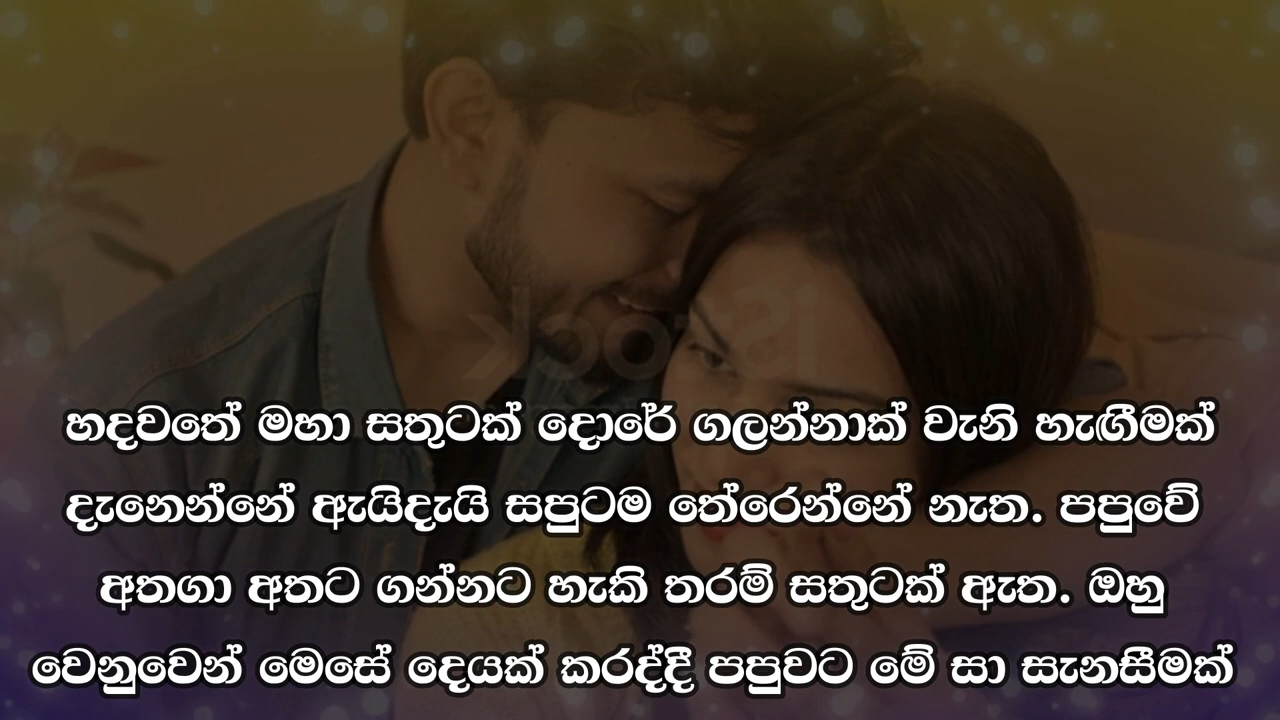 හදවතේ මහා සතුටක් දොරේ ගලන්නාක් වැනි හැඟීමක්
දැනෙන්නේ ඇයිදැයි සපුටම තේරෙන්නේ නැත. පපුවේ
අතගා අතට ගන්නට හැකි තරම් සතුටක් ඇත. ඔහු
වෙනුවෙන් මෙසේ දෙයක් කරද්දී පපුවට මේ සා සැනසීමක්
iStock